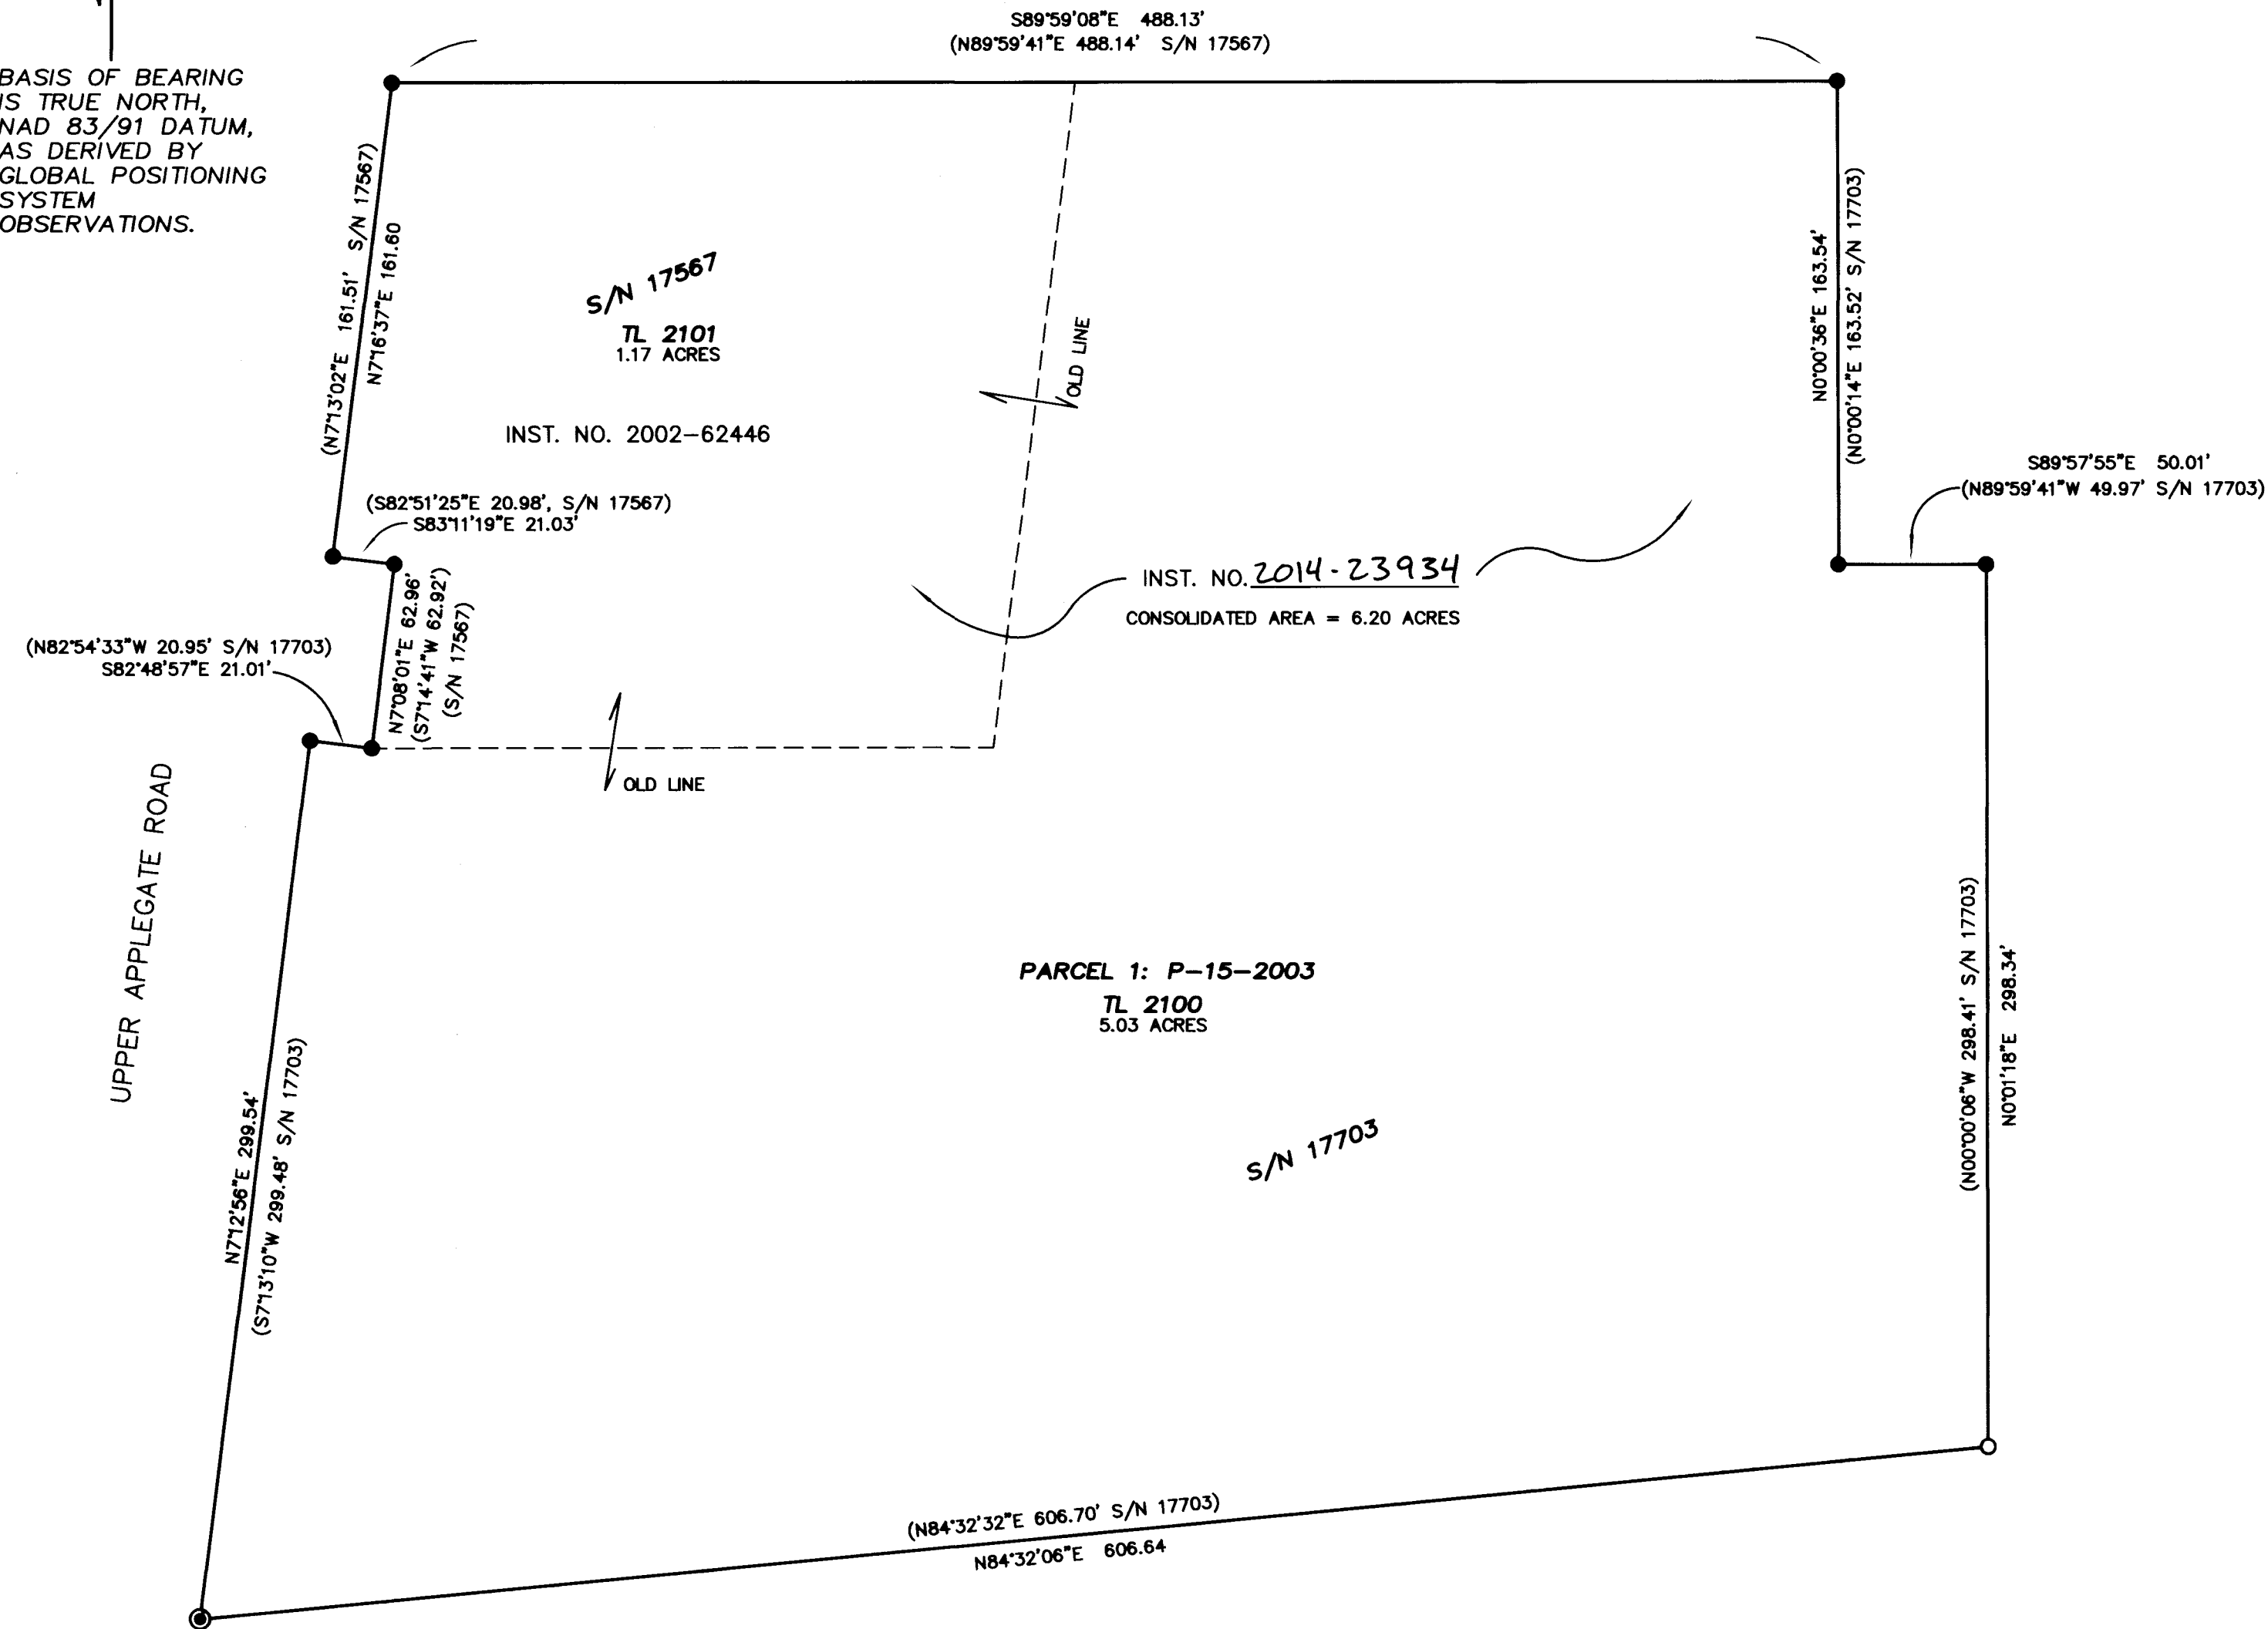 S89°59'08"E 488.13'
(N89°59'41"E 488.14' S/N 17567)
BASIS OF BEARING
IS TRUE NORTH,
NAD 83/91 DATUM,
AS DERIVED BY
GLOBAL POSITIONING
SYSTEM
OBSERVATIONS.
(N7°13'02"E 161.51' S/N 17567)
N7°16'37"E 161.60
S/N 17567
TL 2101
1.17 ACRES
INST. NO. 2002-62446
OLD LINE
N0°00'36"E 163.54'
(N0°00'14"E 163.52' S/N 17703)
S89°57'55"E 50.01'
(N89°59'41"W 49.97' S/N 17703)
(S82°51'25"E 20.98', S/N 17567)
S83°11'19"E 21.03'
INST. NO. 2014-23934
CONSOLIDATED AREA = 6.20 ACRES
N7°08'01"E 62.96'
(S7°14'41"W 62.92')
(S/N 17567)
(N82°54'33"W 20.95' S/N 17703)
S82°48'57"E 21.01'
OLD LINE
UPPER APPLEGATE ROAD
PARCEL 1: P-15-2003
TL 2100
5.03 ACRES
S/N 17703
(N00°00'06"W 298.41' S/N 17703)
N0°01'18"E 298.34'
N7°12'56"E 299.54'
(S7°13'10"W 299.48' S/N 17703)
(N84°32'32"E 606.70' S/N 17703)
N84°32'06"E 606.64